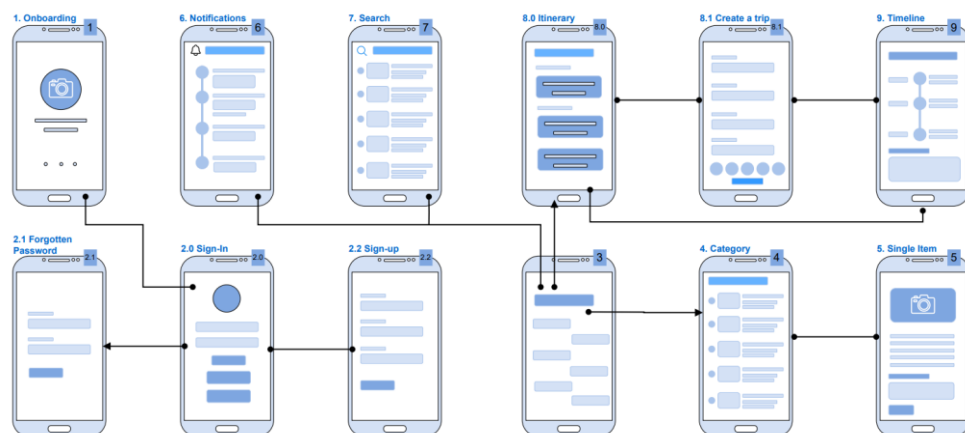 1. Onboarding
1
6. Notifications
6
7. Search
7
8.0 Itinerary
8.0
8.1 Create a trip
8.1
9. Timeline
9
2.1 Forgotten
Password
2.1
2.0 Sign-In
2.0
2.2 Sign-up
2.2
3
4. Category
4
5. Single Item
5